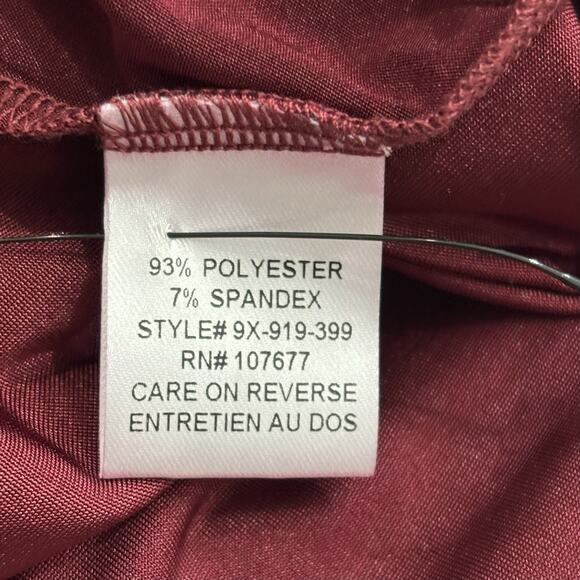 93% POLYESTER
7% SPANDEX
STYLE# 9X-919-399
RN# 107677
CARE ON REVERSE
ENTRETIEN AU DOS